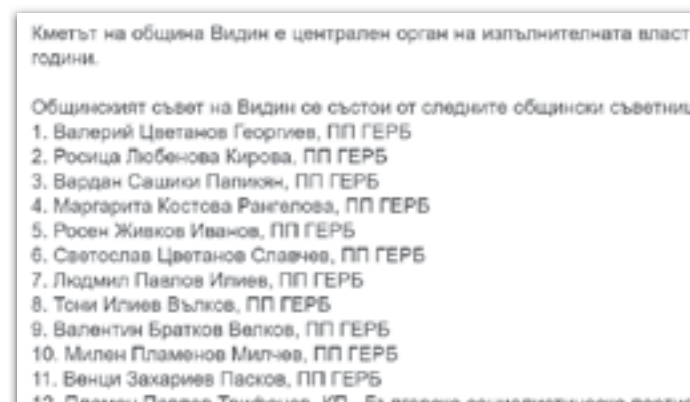 Кметът на община Видин е централен орган на изпълнителната власт
години.
Общинският съвет на Видин се състои от следните общински съветниц
1. Валерий Цветанов Георгиев, ПП ГЕРБ
2. Росица Любенова Кирова, ПП ГЕРБ
3. Вардан Сашики Папикян, ПП ГЕРБ
4. Маргарита Костова Рангелова, ПП ГЕРБ
5. Росен Живков Иванов, ПП ГЕРБ
6. Светослав Цветанов Славчев, ПП ГЕРБ
7. Людмил Павлов Илиев, ПП ГЕРБ
8. Тони Илиев Вълков, ПП ГЕРБ
9. Валентин Братков Велков, ПП ГЕРБ
10. Милен Пламенов Милчев, ПП ГЕРБ
11. Венци Захариев Пасков, ПП ГЕРБ